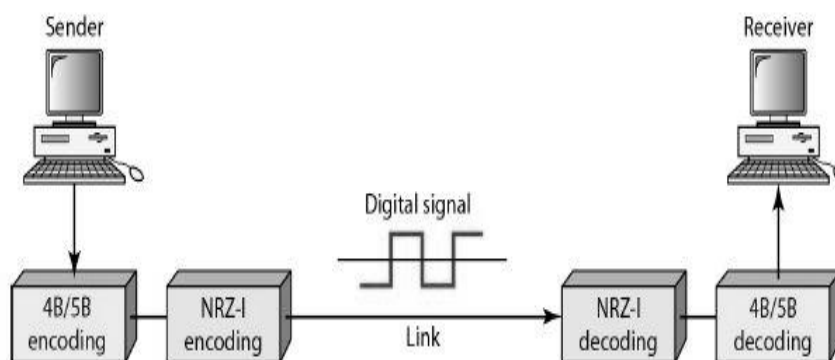 Sender
Receiver
Digital signal
4B/5B
encoding
NRZ-I
encoding
Link
NRZ-I
decoding
4B/5B
decoding